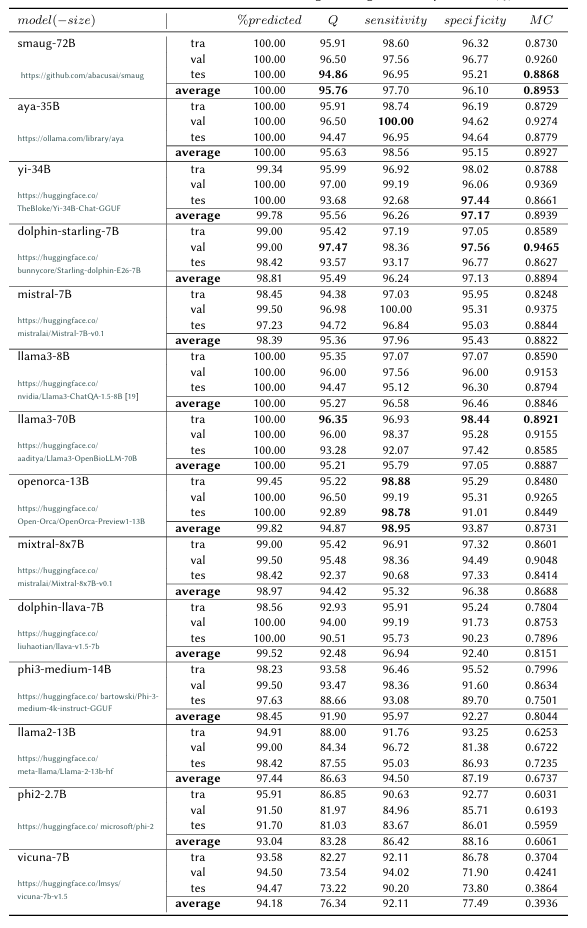 model(−size) %predicted Q sensitivity specificity MC
smaug-72B tra 100.00 95.91 98.60 96.32 0.8730
val 100.00 96.50 97.56 96.77 0.9260
https://github.com/abacusai/smaug tes 100.00 94.86 96.95 95.21 0.8868
average 100.00 95.76 97.70 96.10 0.8953
aya-35B tra 100.00 95.91 98.74 96.19 0.8729
val 100.00 96.50 100.00 94.62 0.9274
https://ollama.com/library/aya tes 100.00 94.47 96.95 94.64 0.8779
average 100.00 95.63 98.56 95.15 0.8927
yi-34B tra 99.34 95.99 96.92 98.02 0.8788
https://huggingface.co/ val 100.00 97.00 99.19 96.06 0.9369
TheBloke/Yi-34B-Chat-GGUF tes 100.00 93.68 92.68 97.44 0.8661
average 99.78 95.56 96.26 97.17 0.8939
dolphin-starling-7B tra 99.00 95.42 97.19 97.05 0.8589
https://huggingface.co/ val 99.00 97.47 98.36 97.56 0.9465
bunnycore/Starling-dolphin-E26-7B tes 98.42 93.57 93.17 96.77 0.8627
average 98.81 95.49 96.24 97.13 0.8894
mistral-7B tra 98.45 94.38 97.03 95.95 0.8248
https://huggingface.co/ val 99.50 96.98 100.00 95.31 0.9375
mistralai/Mistral-7B-v0.1 tes 97.23 94.72 96.84 95.03 0.8844
average 98.39 95.36 97.96 95.43 0.8822
llama3-8B tra 100.00 95.35 97.07 97.07 0.8590
https://huggingface.co/ val 100.00 96.00 97.56 96.00 0.9153
nvidia/Llama3-ChatQA-1.5-8B [19] tes 100.00 94.47 95.12 96.30 0.8794
average 100.00 95.27 96.58 96.46 0.8846
llama3-70B tra 100.00 96.35 96.93 98.44 0.8921
https://huggingface.co/ val 100.00 96.00 98.37 95.28 0.9155
aaditya/Llama3-OpenBioLLM-70B tes 100.00 93.28 92.07 97.42 0.8585
average 100.00 95.21 95.79 97.05 0.8887
openorca-13B tra 99.45 95.22 98.88 95.29 0.8480
https://huggingface.co/ val 100.00 96.50 99.19 95.31 0.9265
Open-Orca/OpenOrca-Preview1-13B tes 100.00 92.89 98.78 91.01 0.8449
average 99.82 94.87 98.95 93.87 0.8731
mixtral-8x7B tra 99.00 95.42 96.91 97.32 0.8601
https://huggingface.co/ val 99.50 95.48 98.36 94.49 0.9048
mistralai/Mixtral-8x7B-v0.1 tes 98.42 92.37 90.68 97.33 0.8414
average 98.97 94.42 95.32 96.38 0.8688
dolphin-llava-7B tra 98.56 92.93 95.91 95.24 0.7804
https://huggingface.co/ val 100.00 94.00 99.19 91.73 0.8753
liuhaotian/llava-v1.5-7b tes 100.00 90.51 95.73 90.23 0.7896
average 99.52 92.48 96.94 92.40 0.8151
phi3-medium-14B tra 98.23 93.58 96.46 95.52 0.7996
https://huggingface.co/ bartowski/Phi-3- val 99.50 93.47 98.36 91.60 0.8634
medium-4k-instruct-GGUF tes 97.63 88.66 93.08 89.70 0.7501
average 98.45 91.90 95.97 92.27 0.8044
llama2-13B tra 94.91 88.00 91.76 93.25 0.6253
https://huggingface.co/ val 99.00 84.34 96.72 81.38 0.6722
meta-llama/Llama-2-13b-hf tes 98.42 87.55 95.03 86.93 0.7235
average 97.44 86.63 94.50 87.19 0.6737
phi2-2.7B tra 95.91 86.85 90.63 92.77 0.6031
val 91.50 81.97 84.96 85.71 0.6193
https://huggingface.co/ microsoft/phi-2 tes 91.70 81.03 83.67 86.01 0.5959
average 93.04 83.28 86.42 88.16 0.6061
vicuna-7B tra 93.58 82.27 92.11 86.78 0.3704
https://huggingface.co/lmsys/ val 94.50 73.54 94.02 71.90 0.4241
vicuna-7b-v1.5 tes 94.47 73.22 90.20 73.80 0.3864
average 94.18 76.34 92.11 77.49 0.3936